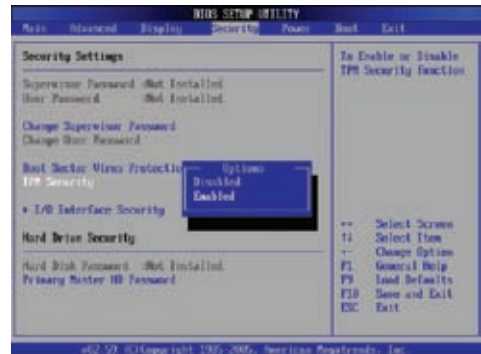 BIOS SETUP UTILITY
Main Advanced Display Security Power Boot Exit
Security Settings
Supervisor Password :Not Installed
User Password :Not Installed
Change Supervisor Password
Change User Password
Boot Sector Virus Protection
TPM Security
▸ I/O Interface Security
Hard Drive Security
Hard Disk Password :Not Installed
Primary Master HD Password
Options
Disabled
Enabled
To Enable or Disable
TPM Security Function
Select Screen
↑↓ Select Item
Change Option
F1 General Help
F9 Load Defaults
F10 Save and Exit
ESC Exit
v02.59 (C)Copyright 1985-2005, American Megatrends, Inc.